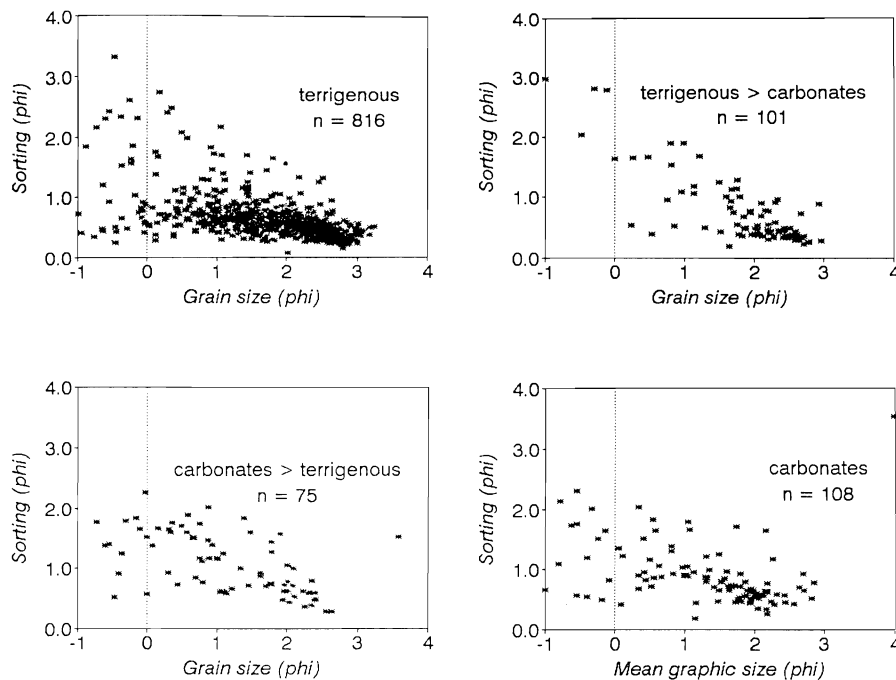 4.0
3.0
2.0
1.0
0.0
Sorting (phi)
terrigenous
n = 816
-1 0 1 2 3 4
Grain size (phi)
4.0
3.0
2.0
1.0
0.0
Sorting (phi)
terrigenous > carbonates
n = 101
-1 0 1 2 3 4
Grain size (phi)
4.0
3.0
2.0
1.0
0.0
Sorting (phi)
carbonates > terrigenous
n = 75
-1 0 1 2 3 4
Grain size (phi)
4.0
3.0
2.0
1.0
0.0
Sorting (phi)
carbonates
n = 108
-1 0 1 2 3 4
Mean graphic size (phi)